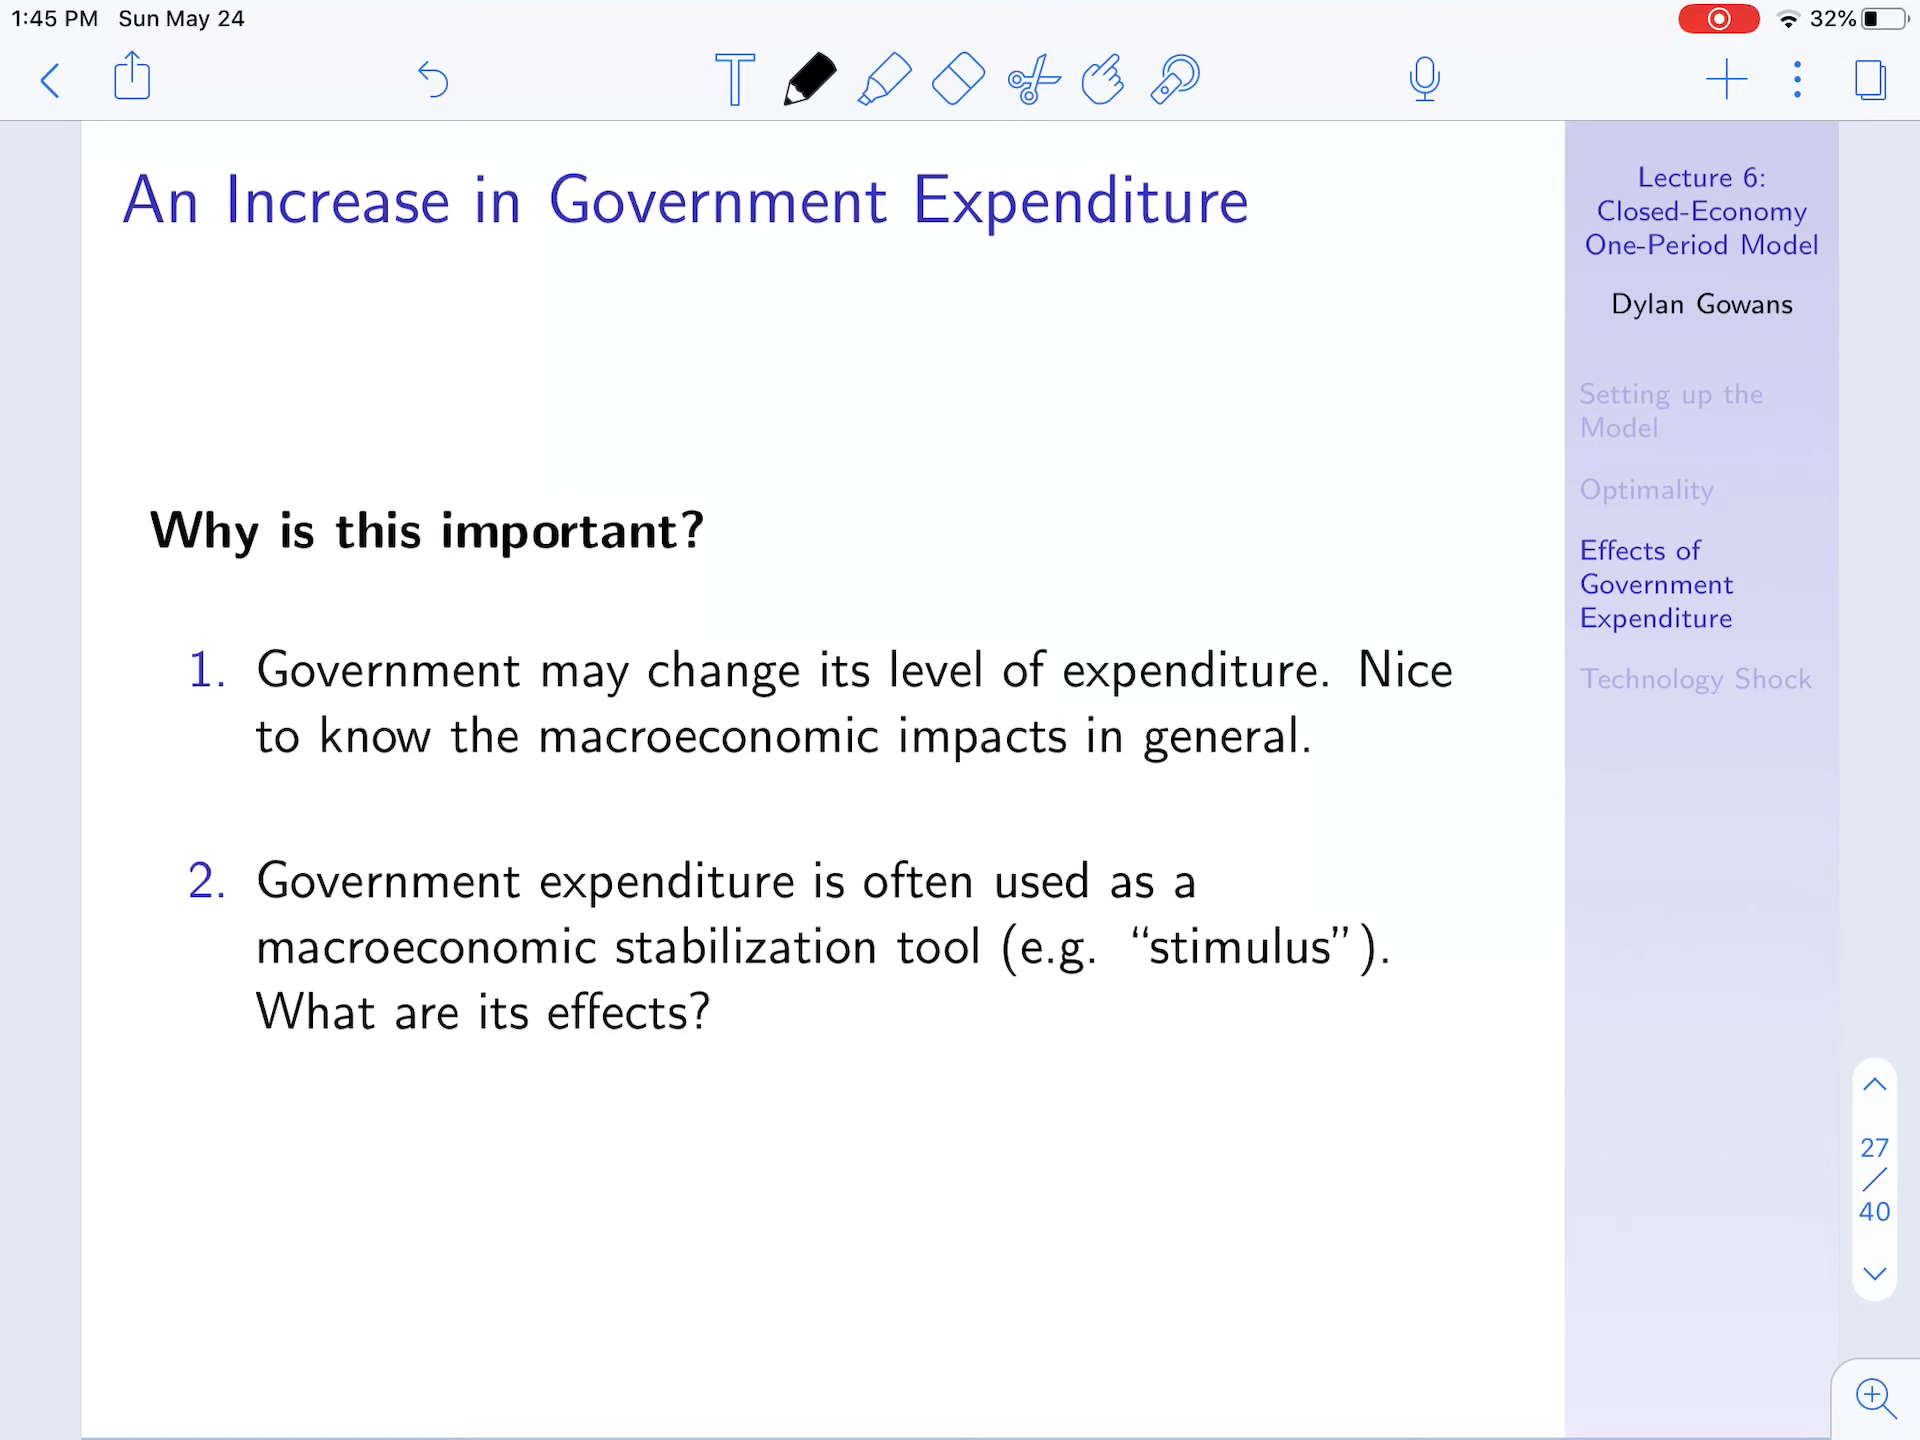 1:45 PM Sun May 24
32%
An Increase in Government Expenditure
Why is this important?
1. Government may change its level of expenditure. Nice
to know the macroeconomic impacts in general.
2. Government expenditure is often used as a
macroeconomic stabilization tool (e.g. “stimulus”).
What are its effects?
Lecture 6:
Closed-Economy
One-Period Model
Dylan Gowans
Setting up the
Model
Optimality
Effects of
Government
Expenditure
Technology Shock
27
/
40